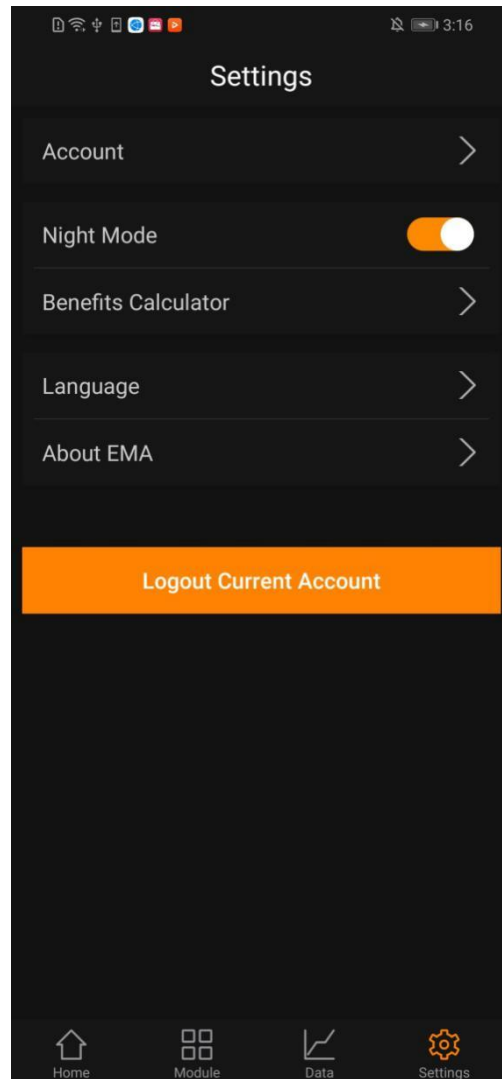 3:16
Settings
Account
Night Mode
Benefits Calculator
Language
About EMA
Logout Current Account
Home Module Data Settings